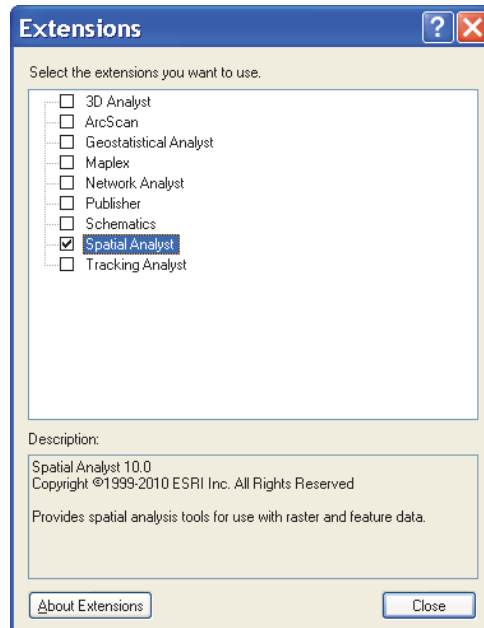 Extensions
Select the extensions you want to use.
3D Analyst
ArcScan
Geostatistical Analyst
Maplex
Network Analyst
Publisher
Schematics
Spatial Analyst
Tracking Analyst
Description:
Spatial Analyst 10.0
Copyright ©1999-2010 ESRI Inc. All Rights Reserved
Provides spatial analysis tools for use with raster and feature data.
About Extensions
Close